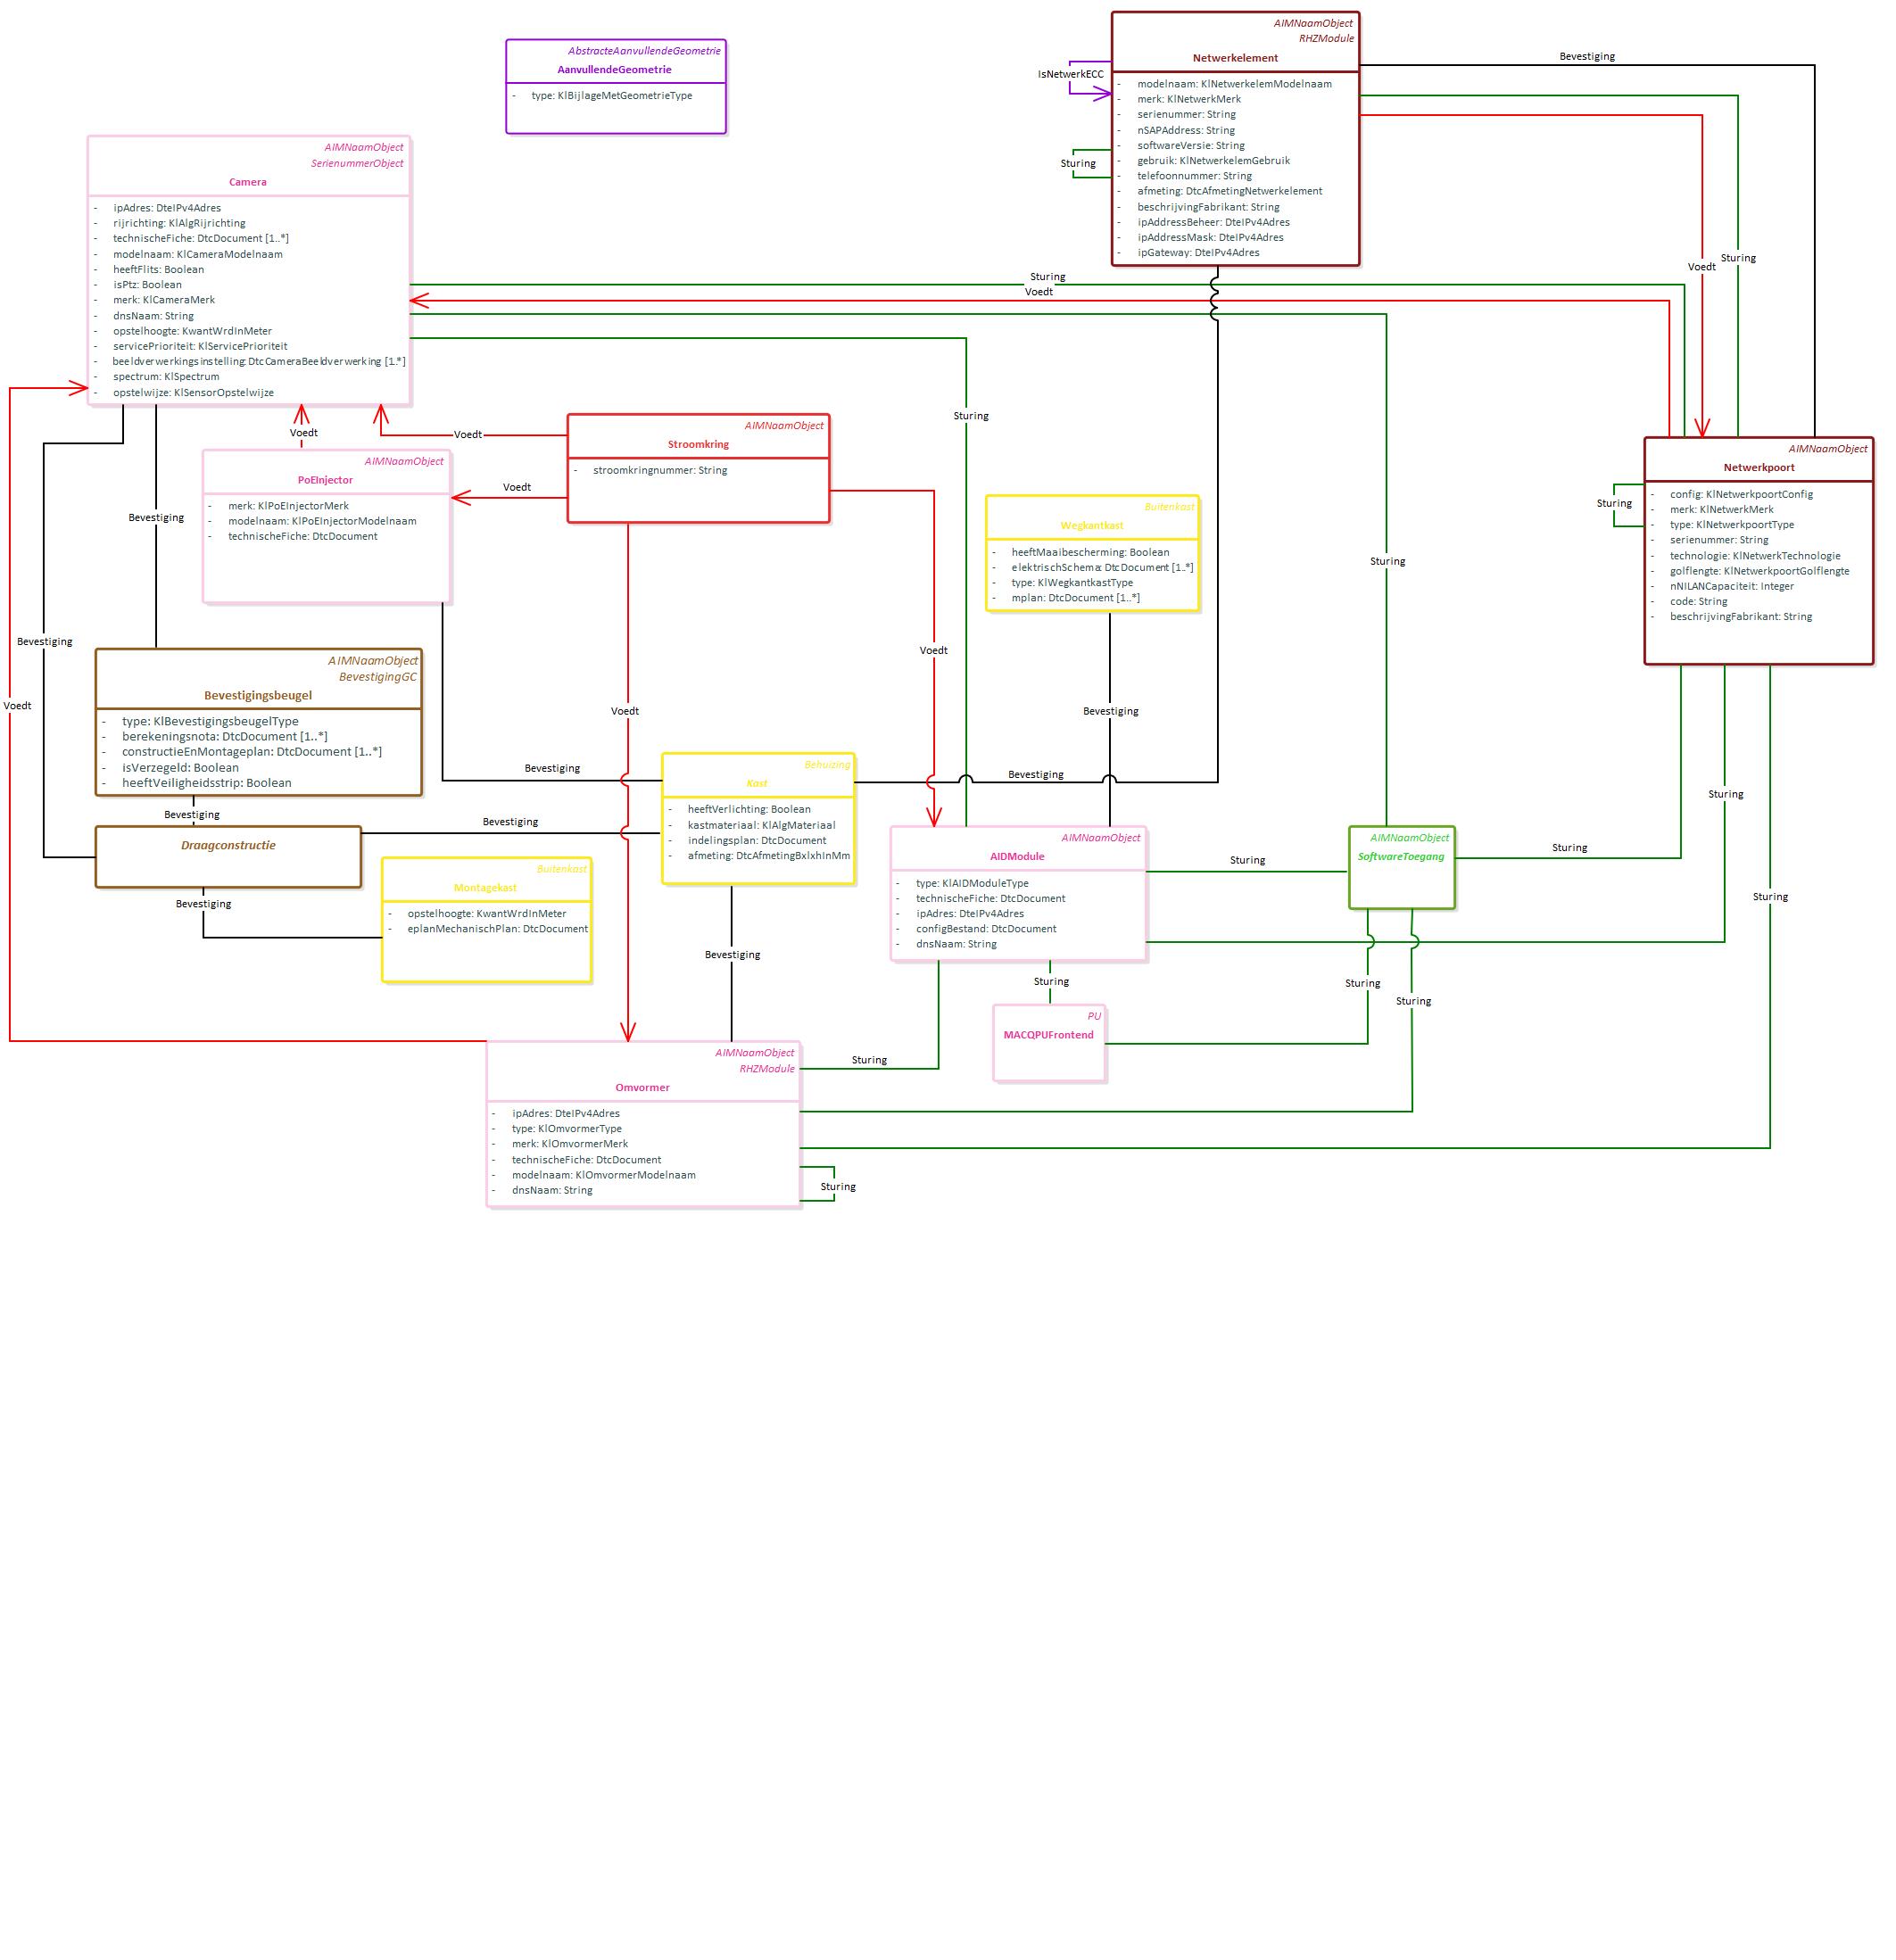 AIMNaamObject
RHZModule
Netwerkelement
- modelnaam: KlNetwerkelemModelnaam
- merk: KlNetwerkMerk
- serienummer: String
- nSAPAddress: String
- softwareVersie: String
- gebruik: KlNetwerkelemGebruik
- telefoonnummer: String
- afmeting: DtcAfmetingNetwerkelement
- beschrijvingFabrikant: String
- ipAddressBeheer: DteIPv4Adres
- ipAddressMask: DteIPv4Adres
- ipGateway: DteIPv4Adres
IsNetwerkECC
Sturing
Bevestiging
Voedt
Sturing
AbstracteAanvullendeGeometrie
AanvullendeGeometrie
- type: KlBijlageMetGeometrieType
AIMNaamObject
SerienummerObject
Camera
- ipAdres: DteIPv4Adres
- rijrichting: KlAlgRijrichting
- technischeFiche: DtcDocument [1..*]
- modelnaam: KlCameraModelnaam
- heeftFlits: Boolean
- isPtz: Boolean
- merk: KlCameraMerk
- dnsNaam: String
- opstelhoogte: KwantWrdInMeter
- servicePrioriteit: KlServicePrioriteit
- beeldverwerkingsinstelling: DtcCameraBeeldverwerking [1..*]
- spectrum: KlSpectrum
- opstelwijze: KlSensorOpstelwijze
Sturing
Voedt
Sturing
Sturing
Voedt
Voedt
Voedt
AIMNaamObject
Stroomkring
- stroomkringnummer: String
AIMNaamObject
PoEInjector
- merk: KlPoEInjectorMerk
- modelnaam: KlPoEInjectorModelnaam
- technischeFiche: DtcDocument
AIMNaamObject
Netwerkpoort
- config: KlNetwerkpoortConfig
- merk: KlNetwerkMerk
- type: KlNetwerkpoortType
- serienummer: String
- technologie: KlNetwerkTechnologie
- golflengte: KlNetwerkpoortGolflengte
- nNILANCapaciteit: Integer
- code: String
- beschrijvingFabrikant: String
Sturing
Buitenkast
Wegkantkast
- heeftMaaibescherming: Boolean
- elektrischSchema: DtcDocument [1..*]
- type: KlWegkantkastType
- mplan: DtcDocument [1..*]
Bevestiging
Bevestiging
Voedt
Voedt
Voedt
Bevestiging
AIMNaamObject
BevestigingGC
Bevestigingsbeugel
- type: KlBevestigingsbeugelType
- berekeningsnota: DtcDocument [1..*]
- constructieEnMontageplan: DtcDocument [1..*]
- isVerzegeld: Boolean
- heeftVeiligheidsstrip: Boolean
Bevestiging
Bevestiging
Bevestiging
Bevestiging
Draagconstructie
Bevestiging
Behuizing
Kast
- heeftVerlichting: Boolean
- kastmateriaal: KlAlgMateriaal
- indelingsplan: DtcDocument
- afmeting: DtcAfmetingBxlxhInMm
Buitenkast
Montagekast
- opstelhoogte: KwantWrdInMeter
- eplanMechanischPlan: DtcDocument
Bevestiging
AIMNaamObject
AIDModule
- type: KlAIDModuleType
- technischeFiche: DtcDocument
- ipAdres: DteIPv4Adres
- configBestand: DtcDocument
- dnsNaam: String
Sturing
AIMNaamObject
SoftwareToegang
Sturing
Sturing
Sturing
Sturing
Sturing
Sturing
PU
MACQPUFrontend
AIMNaamObject
RHZModule
Omvormer
- ipAdres: DteIPv4Adres
- type: KlOmvormerType
- merk: KlOmvormerMerk
- technischeFiche: DtcDocument
- modelnaam: KlOmvormerModelnaam
- dnsNaam: String
Sturing
Sturing